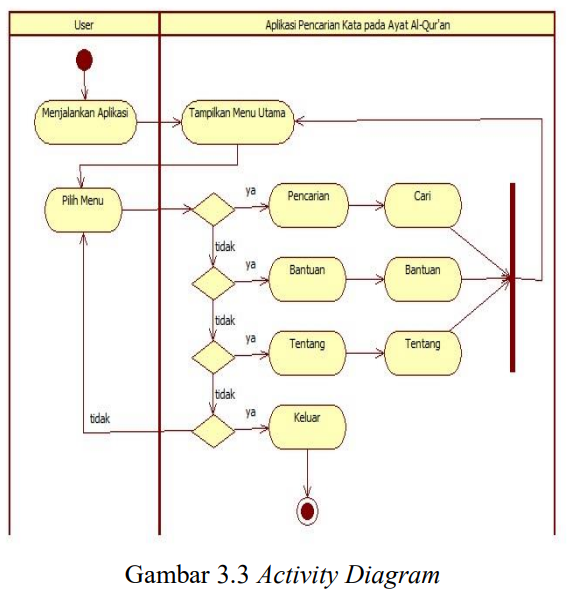 User
Aplikasi Pencarian Kata pada Ayat Al-Qur'an
Menjalankan Aplikasi
Tampilkan Menu Utama
Pilih Menu
ya
Pencarian
Cari
tidak
ya
Bantuan
Bantuan
tidak
ya
Tentang
Tentang
tidak
ya
Keluar
tidak
Gambar 3.3 Activity Diagram